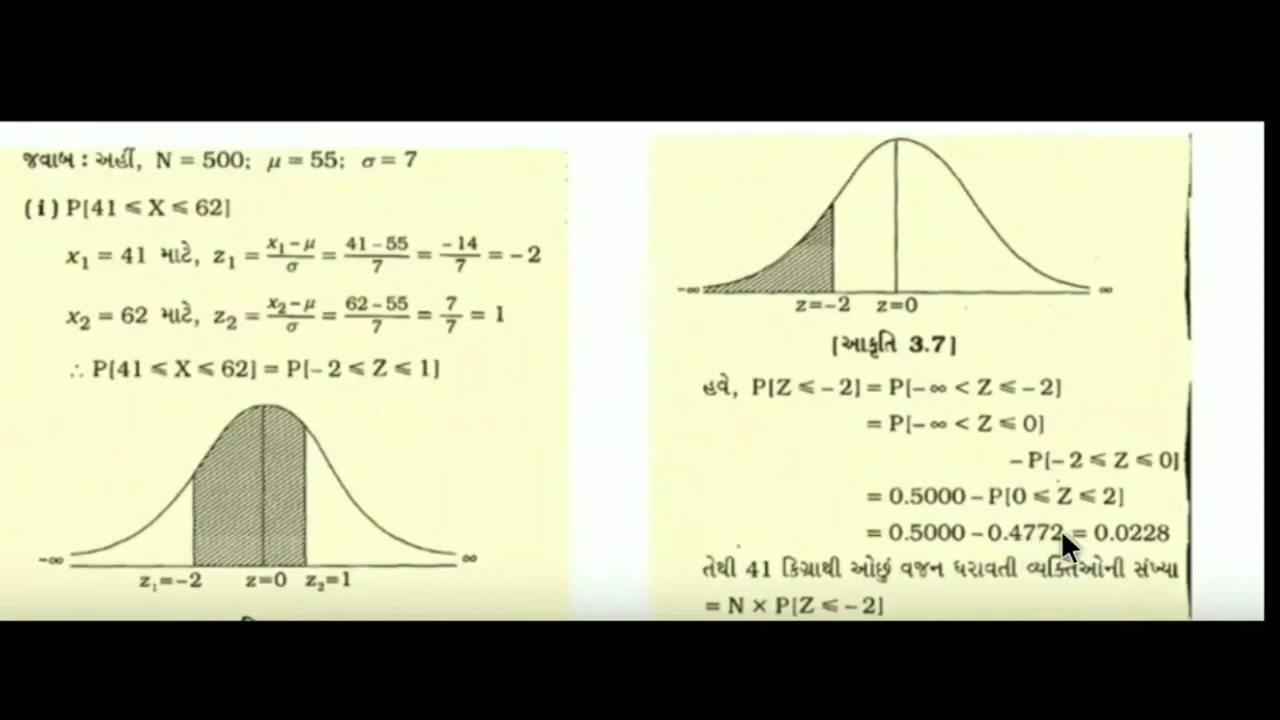 જવાબ : અહીં, N = 500; μ = 55; σ = 7
(i) P[41 ⩽ X ⩽ 62]
x₁ = 41 માટે, z₁ = (x₁ – μ)/σ = (41 – 55)/7 = –14/7 = –2
x₂ = 62 માટે, z₂ = (x₂ – μ)/σ = (62 – 55)/7 = 7/7 = 1
∴ P[41 ⩽ X ⩽ 62] = P[– 2 ⩽ Z ⩽ 1]
–∞ ∞
z₁=–2 z=0 z₂=1
–∞ ∞
z=–2 z=0
[આકૃતિ 3.7]
હવે, P[Z ⩽ – 2] = P[– ∞ < Z ⩽ – 2]
= P[– ∞ < Z ⩽ 0]
– P[– 2 ⩽ Z ⩽ 0]
= 0.5000 – P[0 ⩽ Z ⩽ 2]
= 0.5000 – 0.4772 = 0.0228
તેથી 41 કિગ્રાથી ઓછું વજન ધરાવતી વ્યક્તિઓની સંખ્યા
= N × P[Z ⩽ – 2]